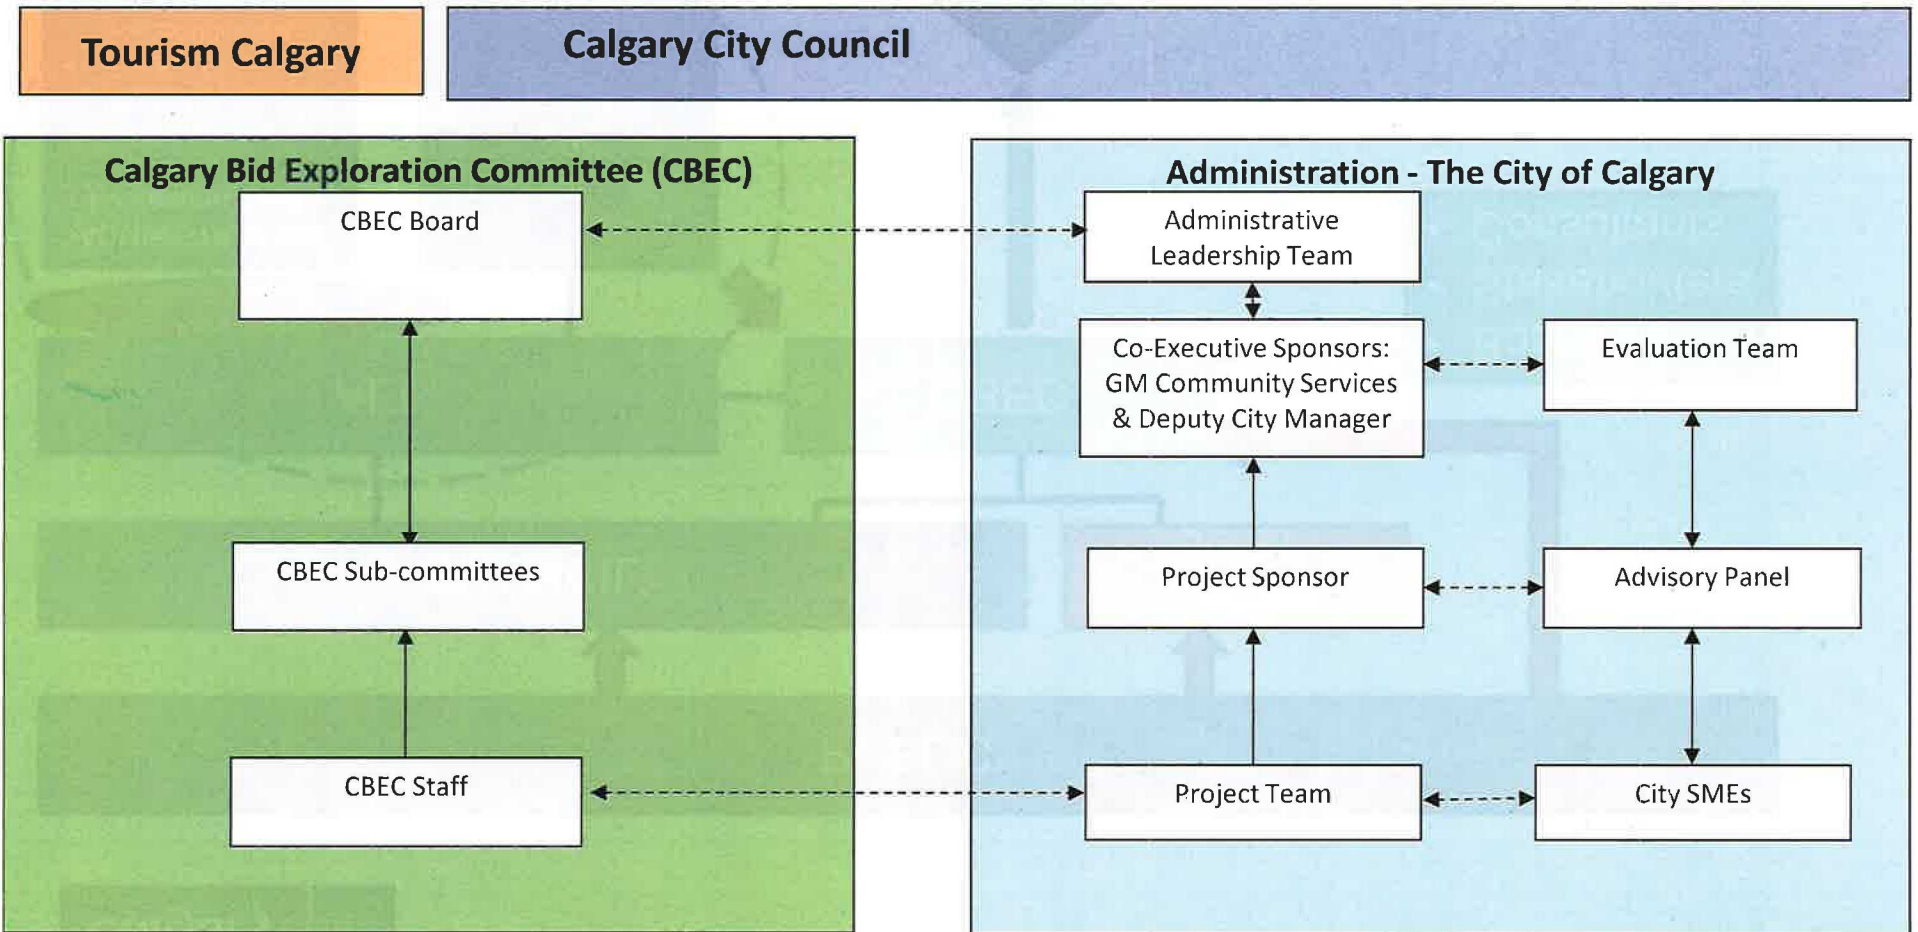 Tourism Calgary
Calgary City Council
Calgary Bid Exploration Committee (CBEC)
CBEC Board
CBEC Sub-committees
CBEC Staff
Administration - The City of Calgary
Administrative
Leadership Team
Co-Executive Sponsors:
GM Community Services
& Deputy City Manager
Evaluation Team
Project Sponsor
Advisory Panel
Project Team
City SMEs